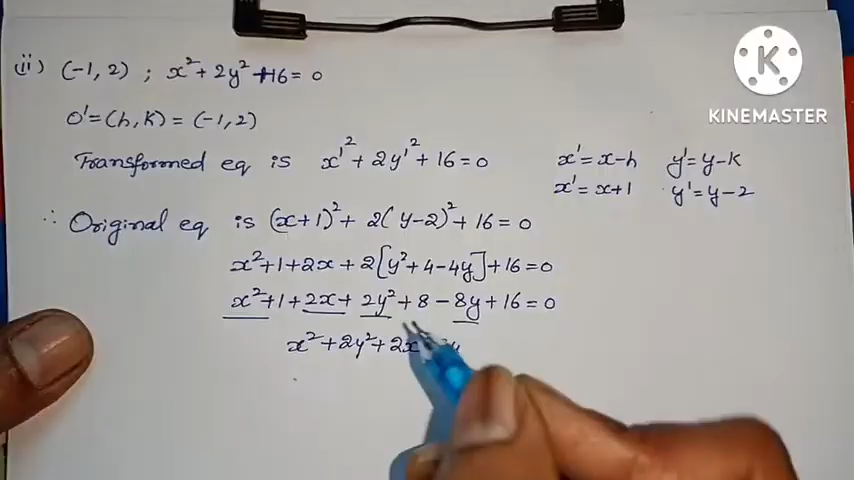 (ii) (-1, 2) ; x² + 2y² + 16 = 0
K
KINEMASTER
O' = (h, k) = (-1, 2)
Transformed eq is x'² + 2y'² + 16 = 0 x' = x-h y' = y-k
x' = x+1 y' = y-2
∴ Original eq is (x+1)² + 2(y-2)² + 16 = 0
x² + 1 + 2x + 2[y² + 4 - 4y] + 16 = 0
x² + 1 + 2x + 2y² + 8 - 8y + 16 = 0
x² + 2y² + 2x